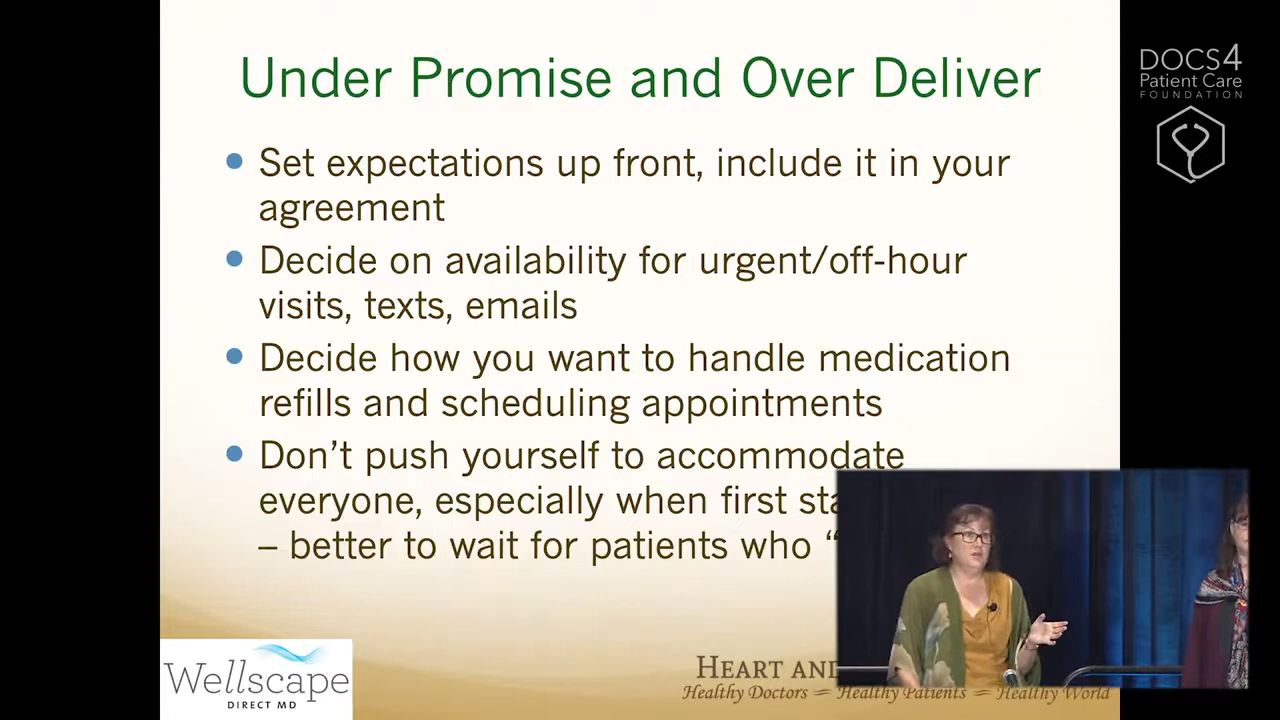 Under Promise and Over Deliver
DOCS4
Patient Care
FOUNDATION
• Set expectations up front, include it in your
agreement
• Decide on availability for urgent/off-hour
visits, texts, emails
• Decide how you want to handle medication
refills and scheduling appointments
• Don’t push yourself to accommodate
everyone, especially when first
– better to wait for patients who “
Wellscape
DIRECT MD
HEART AND
Healthy Doctors = Healthy Patients = Healthy World